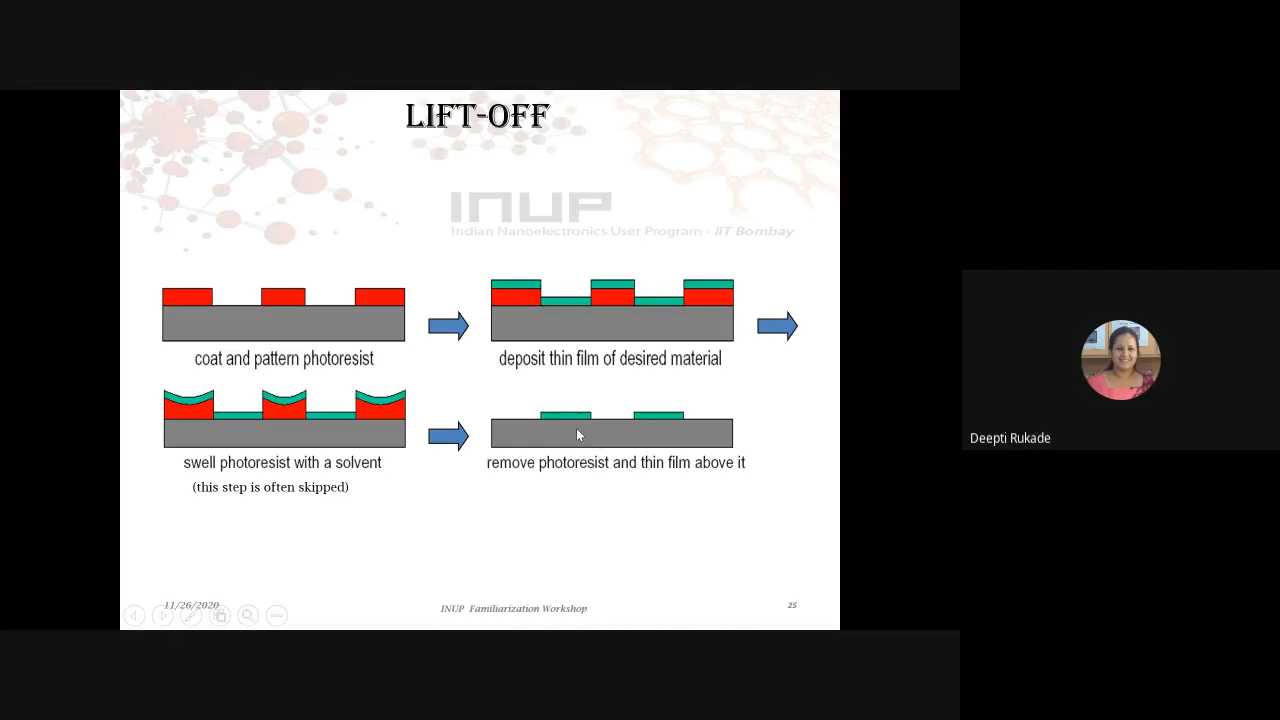 LIFT-OFF
INUP
Indian Nanoelectronics User Program - IIT Bombay
coat and pattern photoresist
deposit thin film of desired material
swell photoresist with a solvent
(this step is often skipped)
remove photoresist and thin film above it
11/26/2020
INUP Familiarization Workshop
25
Deepti Rukade